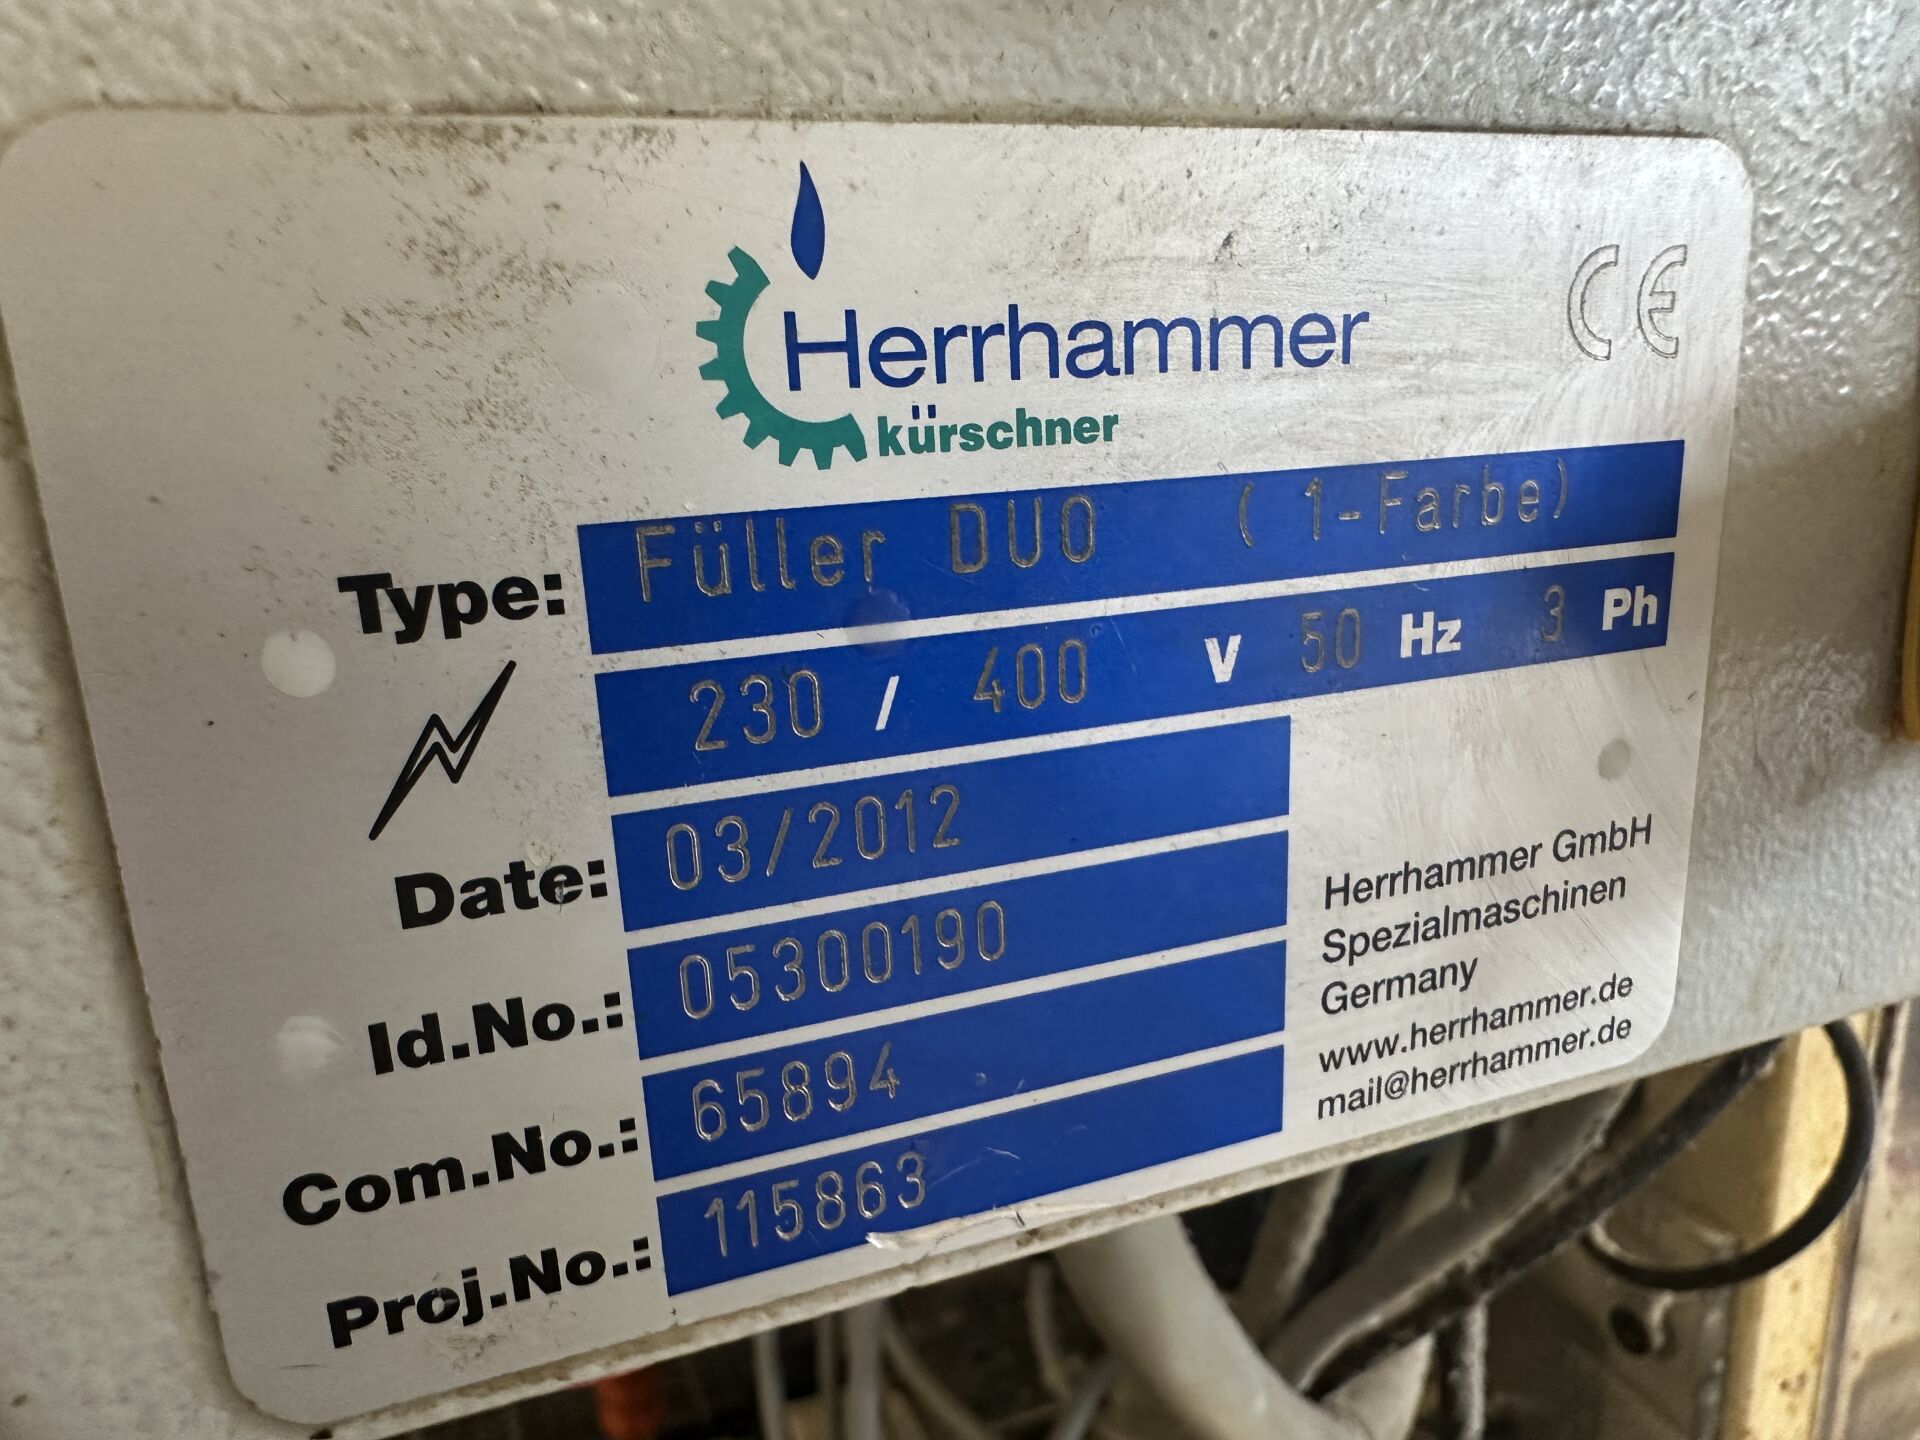 Herrhammer
kürschner
CE
Type: Füller DUO ( 1-Farbe)
230 / 400 V 50 Hz 3 Ph
Date: 03/2012
Id.No.: 05300190
Com.No.: 65894
Proj.No.: 115863
Herrhammer GmbH
Spezialmaschinen
Germany
www.herrhammer.de
mail@herrhammer.de